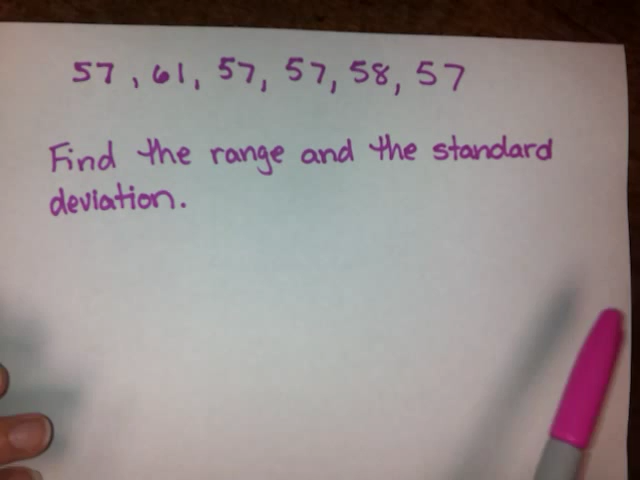 57, 61, 57, 57, 58, 57
Find the range and the standard
deviation.